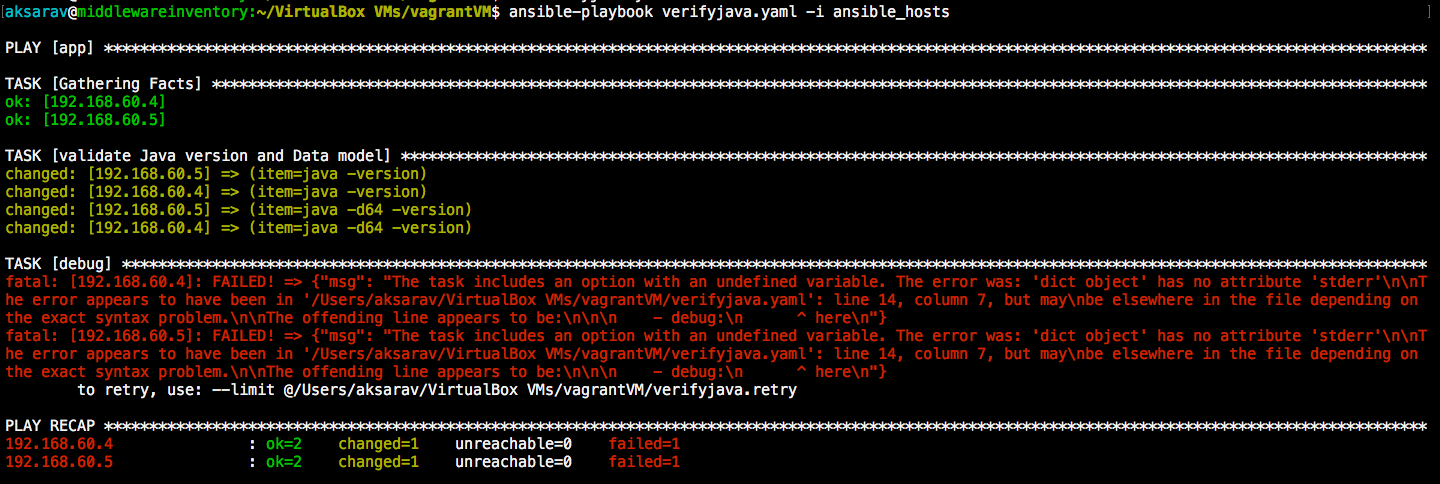 aksarav@middlewareinventory:~/VirtualBox VMs/vagrantVM$ ansible-playbook verifyjava.yaml -i ansible_hosts
PLAY [app] ***************************************************************************************************************************************************
TASK [Gathering Facts] ***************************************************************************************************************************************
ok: [192.168.60.4]
ok: [192.168.60.5]
TASK [validate Java version and Data model] ******************************************************************************************************************
changed: [192.168.60.5] => (item=java -version)
changed: [192.168.60.4] => (item=java -version)
changed: [192.168.60.5] => (item=java -d64 -version)
changed: [192.168.60.4] => (item=java -d64 -version)
TASK [debug] *************************************************************************************************************************************************
fatal: [192.168.60.4]: FAILED! => {"msg": "The task includes an option with an undefined variable. The error was: 'dict object' has no attribute 'stderr'\n\nT
he error appears to have been in '/Users/aksarav/VirtualBox VMs/vagrantVM/verifyjava.yaml': line 14, column 7, but may\nbe elsewhere in the file depending on
the exact syntax problem.\n\nThe offending line appears to be:\n\n\n    - debug:\n      ^ here\n"}
fatal: [192.168.60.5]: FAILED! => {"msg": "The task includes an option with an undefined variable. The error was: 'dict object' has no attribute 'stderr'\n\nT
he error appears to have been in '/Users/aksarav/VirtualBox VMs/vagrantVM/verifyjava.yaml': line 14, column 7, but may\nbe elsewhere in the file depending on
the exact syntax problem.\n\nThe offending line appears to be:\n\n\n    - debug:\n      ^ here\n"}
        to retry, use: --limit @/Users/aksarav/VirtualBox VMs/vagrantVM/verifyjava.retry
PLAY RECAP ***************************************************************************************************************************************************
192.168.60.4               : ok=2    changed=1    unreachable=0    failed=1
192.168.60.5               : ok=2    changed=1    unreachable=0    failed=1